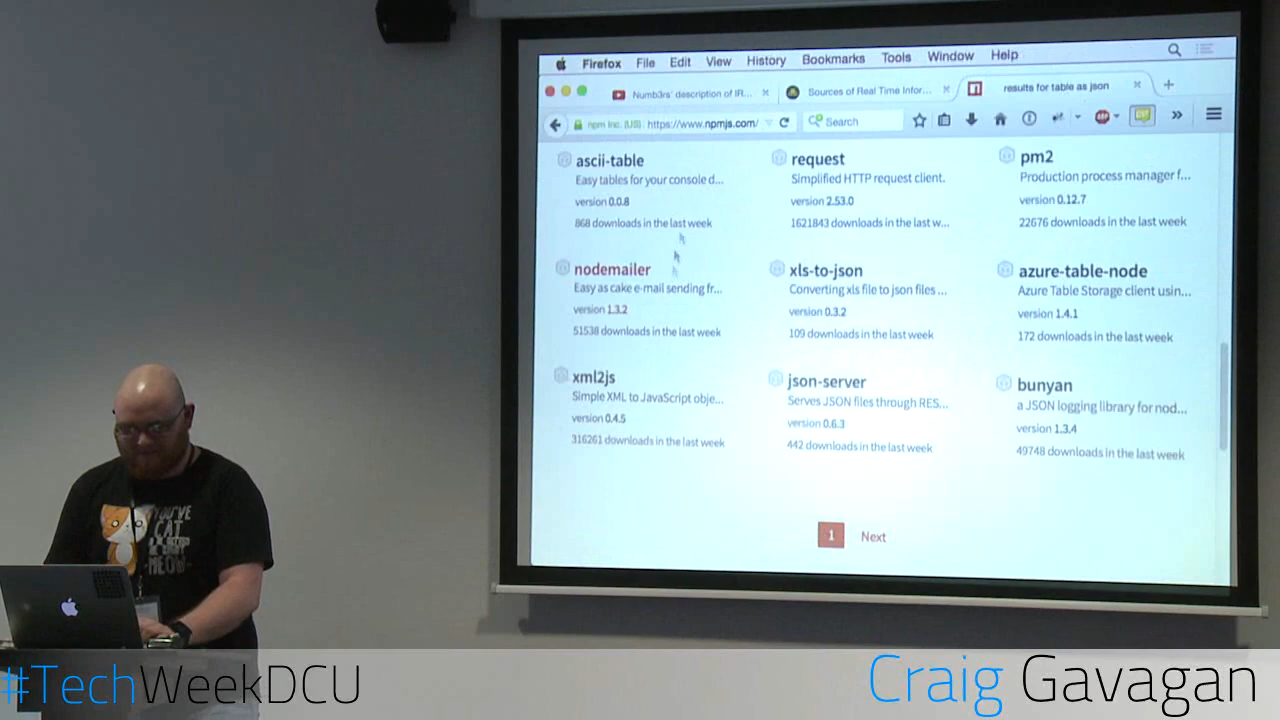 Firefox File Edit View History Bookmarks Tools Window Help
Numb3rs' description of IR... Sources of Real Time Infor... results for table as json
npm Inc. (US) https://www.npmjs.com/ Search
ascii-table request pm2
Easy tables for your console d... Simplified HTTP request client. Production process manager f...
version 0.0.8 version 2.53.0 version 0.12.7
868 downloads in the last week 1621843 downloads in the last w... 22676 downloads in the last week
nodemailer xls-to-json azure-table-node
Easy as cake e-mail sending fr... Converting xls file to json files ... Azure Table Storage client usin...
version 1.3.2 version 0.3.2 version 1.4.1
51538 downloads in the last week 109 downloads in the last week 172 downloads in the last week
xml2js json-server bunyan
Simple XML to JavaScript obje... Serves JSON files through RES... a JSON logging library for nod...
version 0.4.5 version 0.6.3 version 1.3.4
316261 downloads in the last week 442 downloads in the last week 49748 downloads in the last week
1 Next
YOU'VE
CAT
MEOW
#TechWeekDCU
Craig Gavagan